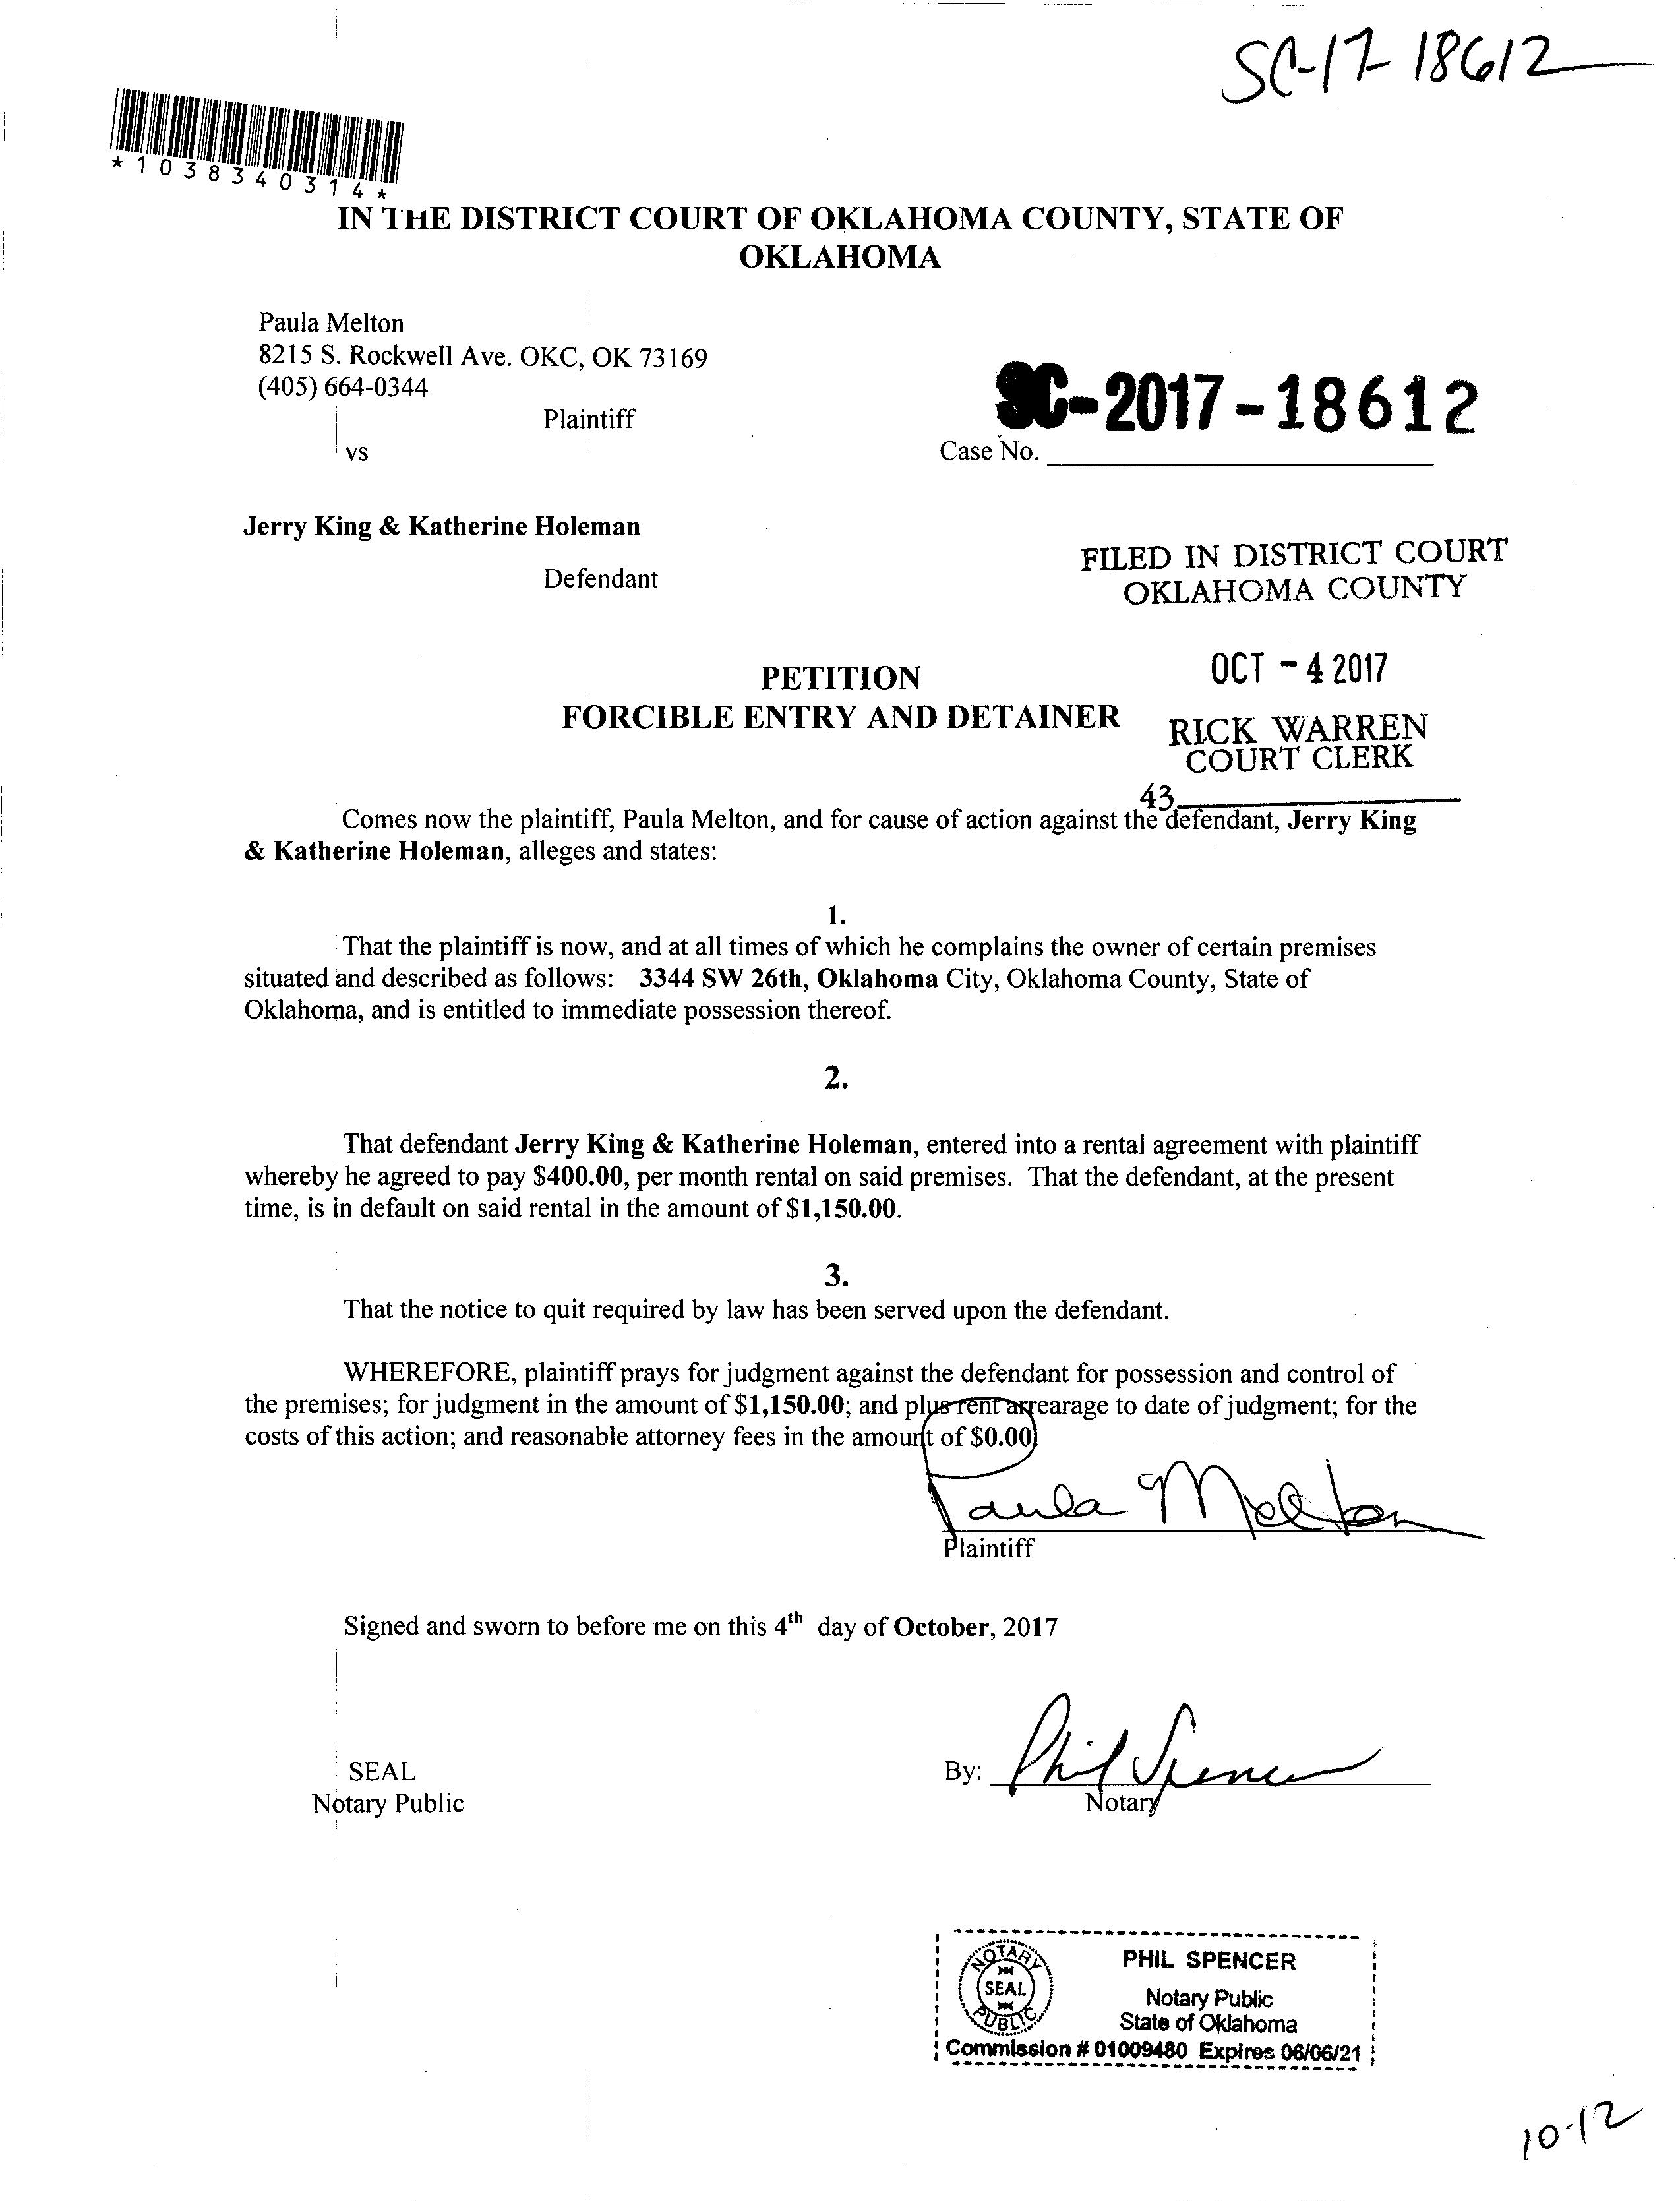 SC-17-18612
*1038340314*
IN THE DISTRICT COURT OF OKLAHOMA COUNTY, STATE OF
OKLAHOMA
Paula Melton
8215 S. Rockwell Ave. OKC, OK 73169
(405) 664-0344
Plaintiff
SC-2017-18612
vs
Case No.
Jerry King & Katherine Holeman
Defendant
FILED IN DISTRICT COURT
OKLAHOMA COUNTY
OCT - 4 2017
PETITION
FORCIBLE ENTRY AND DETAINER
RICK WARREN
COURT CLERK
43
Comes now the plaintiff, Paula Melton, and for cause of action against the defendant, Jerry King
& Katherine Holeman, alleges and states:
1.
That the plaintiff is now, and at all times of which he complains the owner of certain premises
situated and described as follows: 3344 SW 26th, Oklahoma City, Oklahoma County, State of
Oklahoma, and is entitled to immediate possession thereof.
2.
That defendant Jerry King & Katherine Holeman, entered into a rental agreement with plaintiff
whereby he agreed to pay $400.00, per month rental on said premises. That the defendant, at the present
time, is in default on said rental in the amount of $1,150.00.
3.
That the notice to quit required by law has been served upon the defendant.
WHEREFORE, plaintiff prays for judgment against the defendant for possession and control of
the premises; for judgment in the amount of $1,150.00; and plus rent arrearage to date of judgment; for the
costs of this action; and reasonable attorney fees in the amount of $0.00
Paula Melton
Plaintiff
Signed and sworn to before me on this 4th day of October, 2017
SEAL
Notary Public
By: Phil Spencer
Notary
NOTARY
SEAL
PUBLIC
PHIL SPENCER
Notary Public
State of Oklahoma
Commission # 01009480 Expires 06/06/21
10-12